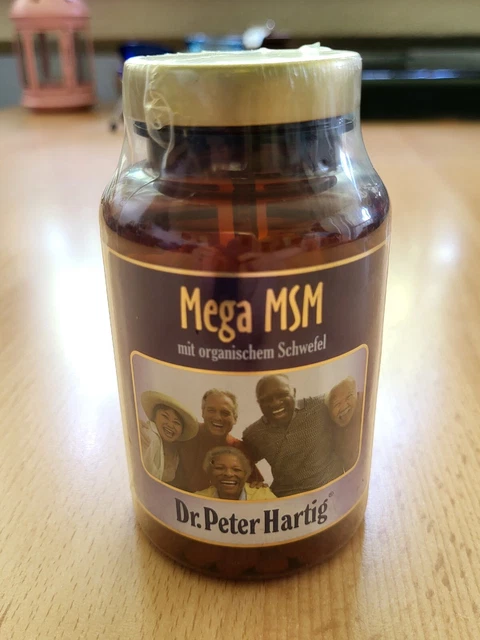 Mega MSM
mit organischem Schwefel
Dr. Peter Hartig®